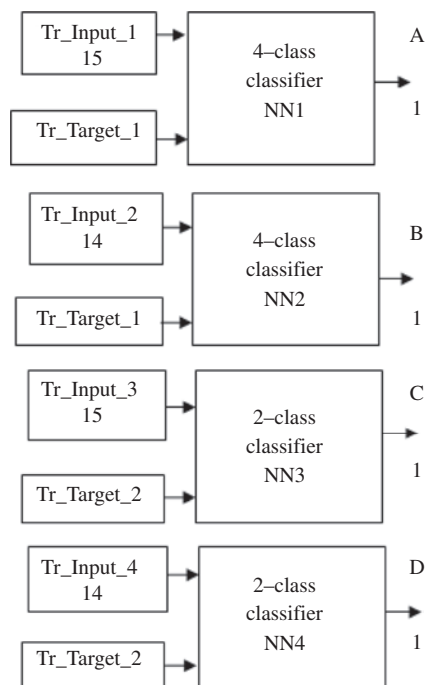 Tr_Input_1
15
Tr_Target_1
4–class
classifier
NN1
A
1
Tr_Input_2
14
Tr_Target_1
4–class
classifier
NN2
B
1
Tr_Input_3
15
Tr_Target_2
2–class
classifier
NN3
C
1
Tr_Input_4
14
Tr_Target_2
2–class
classifier
NN4
D
1